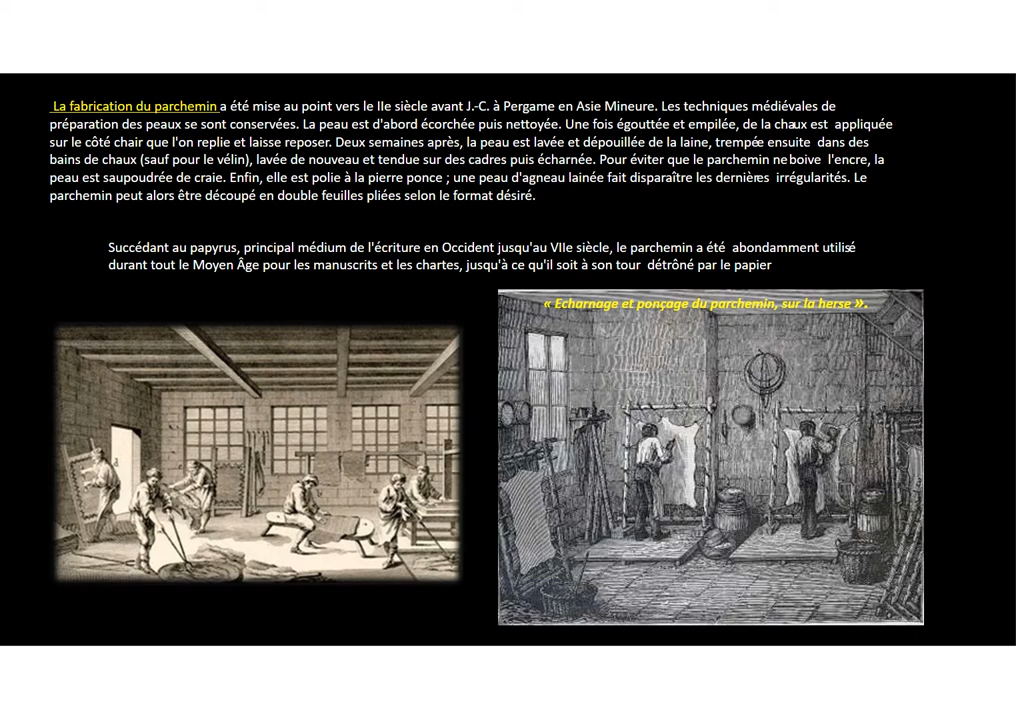 La fabrication du parchemin a été mise au point vers le IIe siècle avant J.-C. à Pergame en Asie Mineure. Les techniques médiévales de
préparation des peaux se sont conservées. La peau est d'abord écorchée puis nettoyée. Une fois égouttée et empilée, de la chaux est appliquée
sur le côté chair que l'on replie et laisse reposer. Deux semaines après, la peau est lavée et dépouillée de la laine, trempée ensuite dans des
bains de chaux (sauf pour le vélin), lavée de nouveau et tendue sur des cadres puis écharnée. Pour éviter que le parchemin ne boive l'encre, la
peau est saupoudrée de craie. Enfin, elle est polie à la pierre ponce ; une peau d'agneau lainée fait disparaître les dernières irrégularités. Le
parchemin peut alors être découpé en double feuilles pliées selon le format désiré.
Succédant au papyrus, principal médium de l'écriture en Occident jusqu'au VIIe siècle, le parchemin a été abondamment utilisé
durant tout le Moyen Âge pour les manuscrits et les chartes, jusqu'à ce qu'il soit à son tour détrôné par le papier
« Echarnage et ponçage du parchemin, sur la herse ».